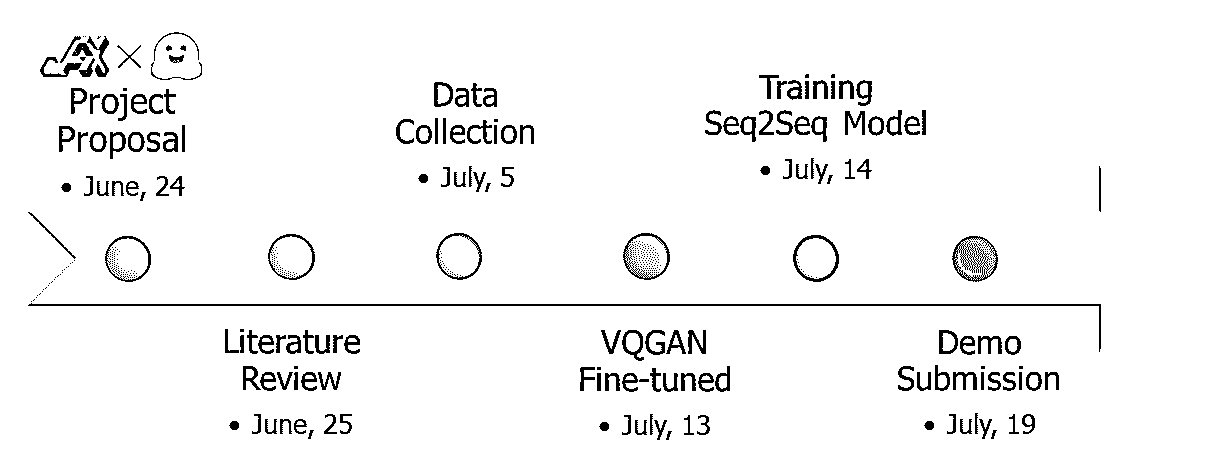 JAX
Project
Proposal
• June, 24
Literature
Review
• June, 25
Data
Collection
• July, 5
VQGAN
Fine-tuned
• July, 13
Training
Seq2Seq Model
• July, 14
Demo
Submission
• July, 19